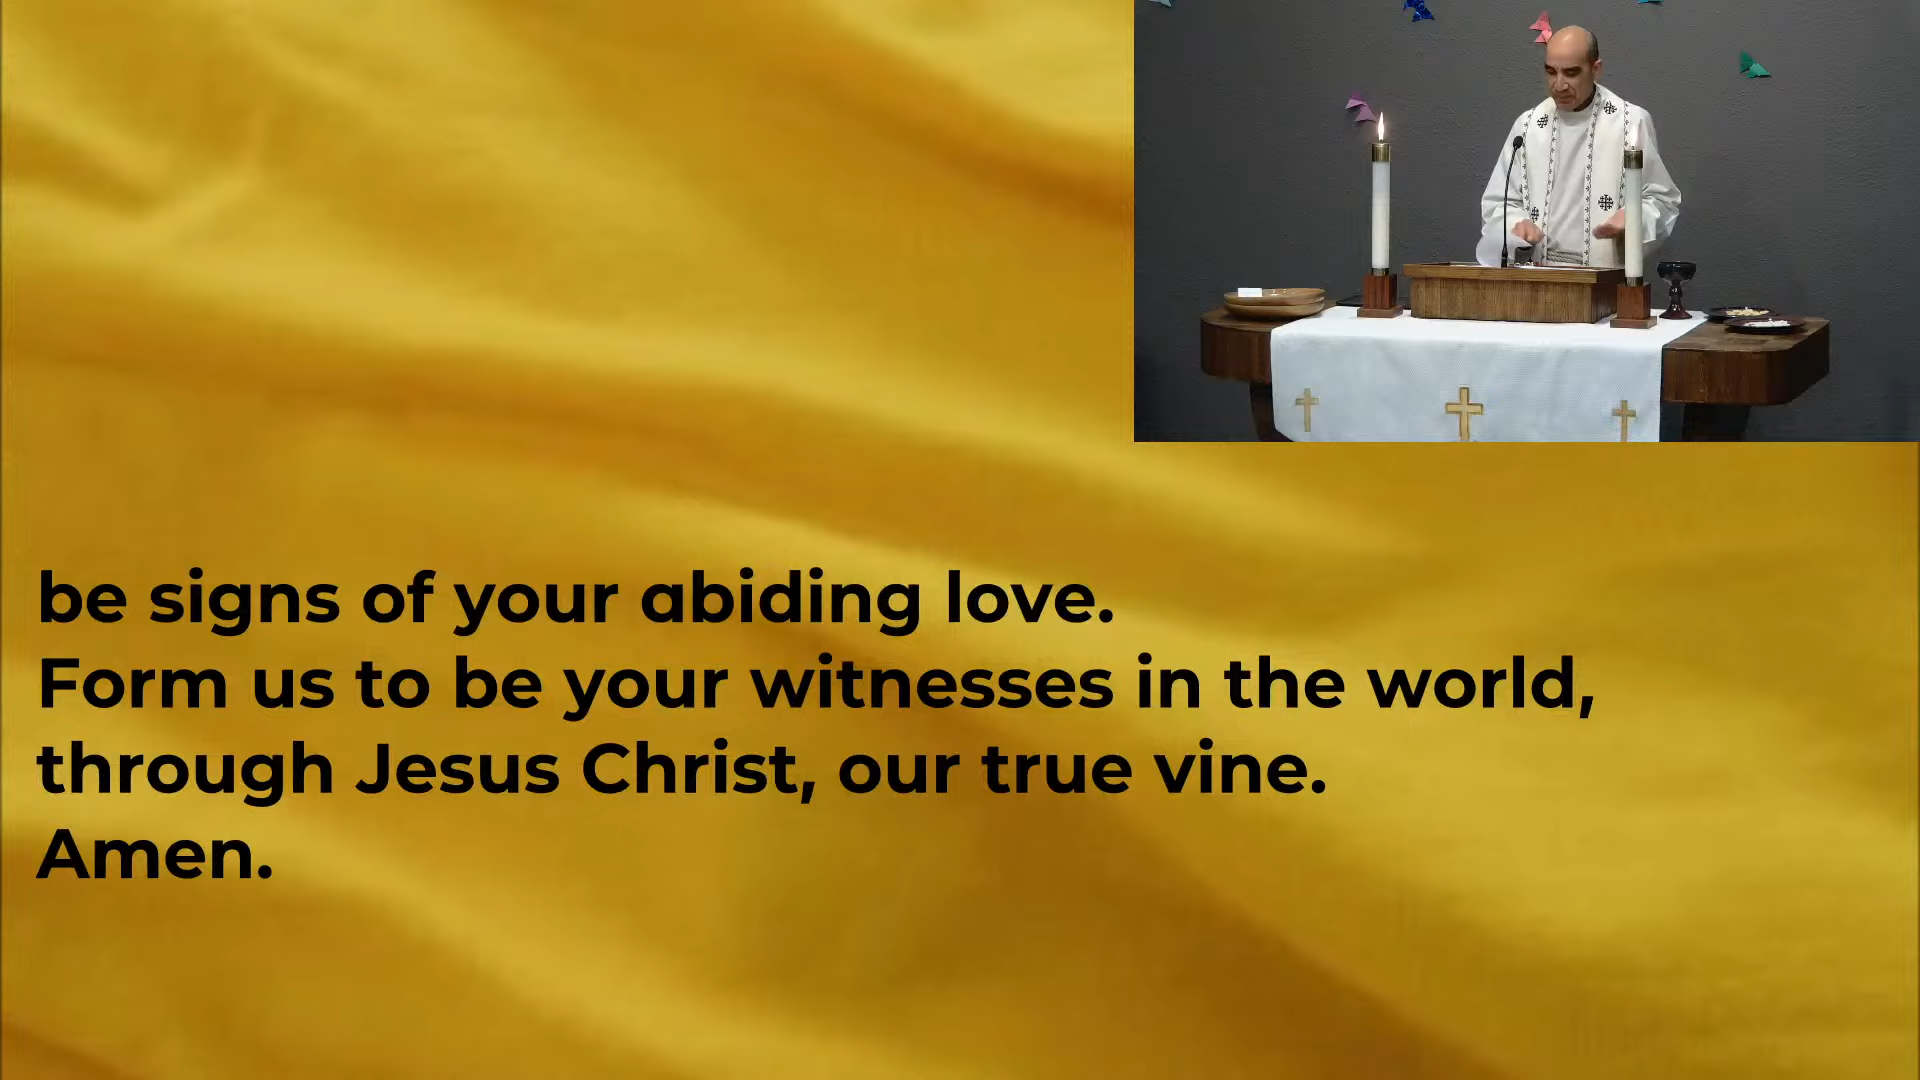 be signs of your abiding love.
Form us to be your witnesses in the world,
through Jesus Christ, our true vine.
Amen.